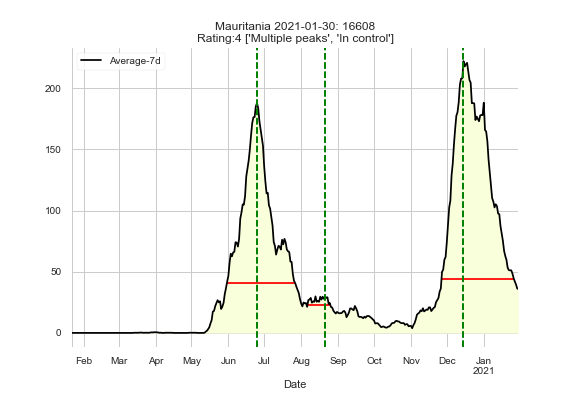 Mauritania 2021-01-30: 16608
Rating:4 ['Multiple peaks', 'In control']
Average-7d
200
150
100
50
0
Feb Mar Apr May Jun Jul Aug Sep Oct Nov Dec Jan
2021
Date